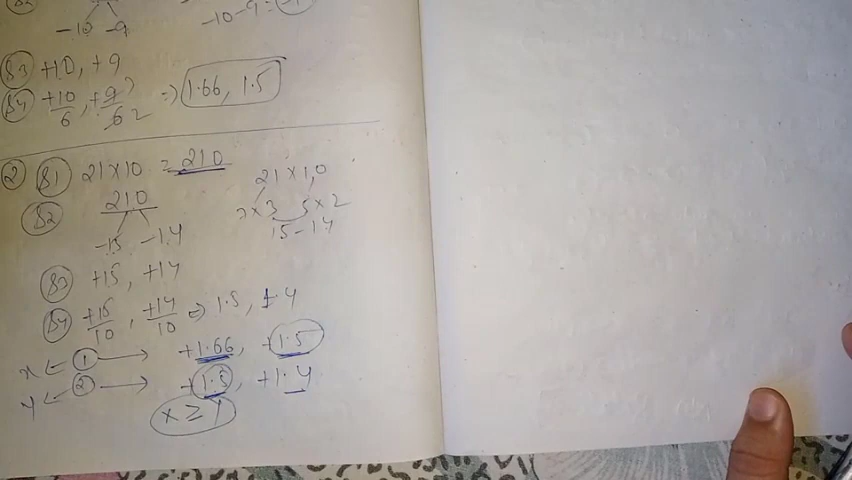 -10 -9
-10-9=
S3 +10, +9
S4 +10/6, +9/6 2 => 1.66, 1.5
2 S1 21×10 = 210
21×10
S2 210
7×3 5×2
-15 -14
15-14
S3 +15, +14
S4 +15/10, +14/10 => 1.5, 1.4
x ← 1 → +1.66, +1.5
y ← 2 → +1.5, +1.4
x ≥ y